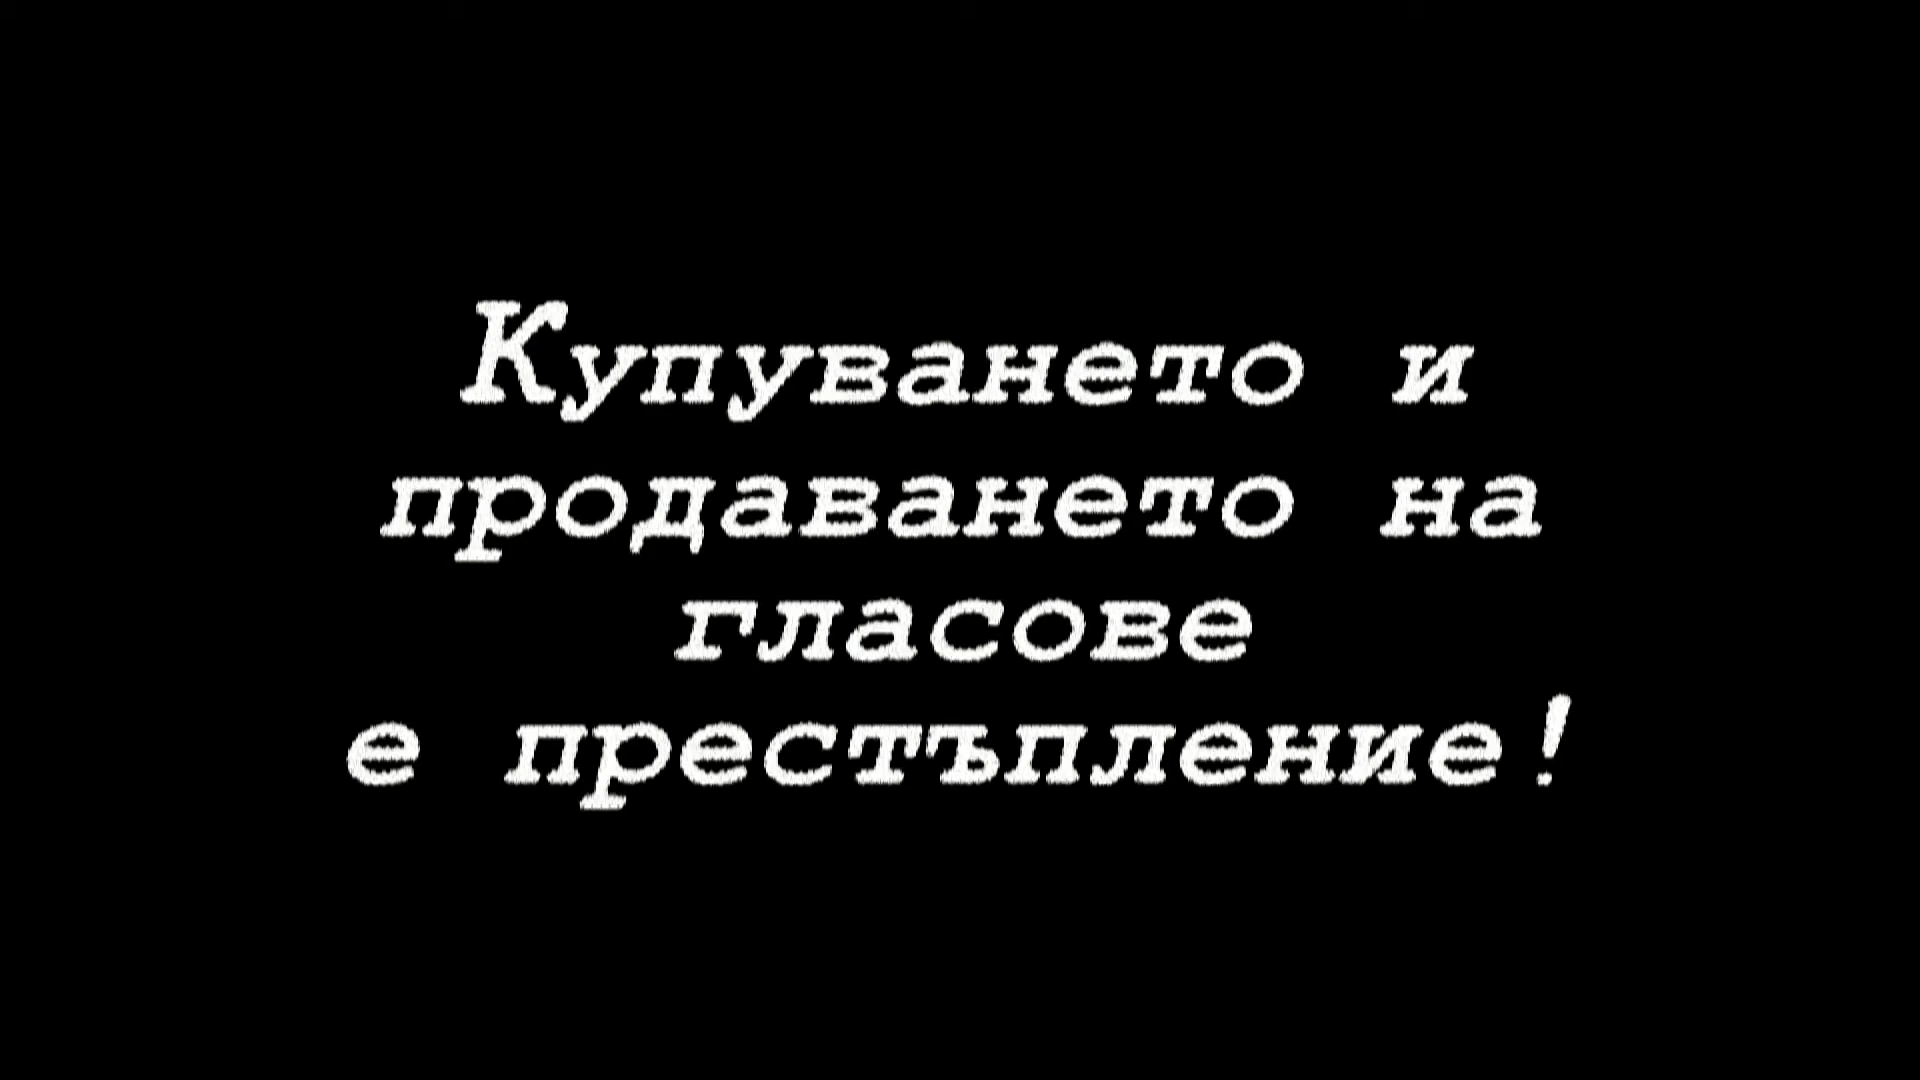 Купуването и
продаването на
гласове
е престъпление!